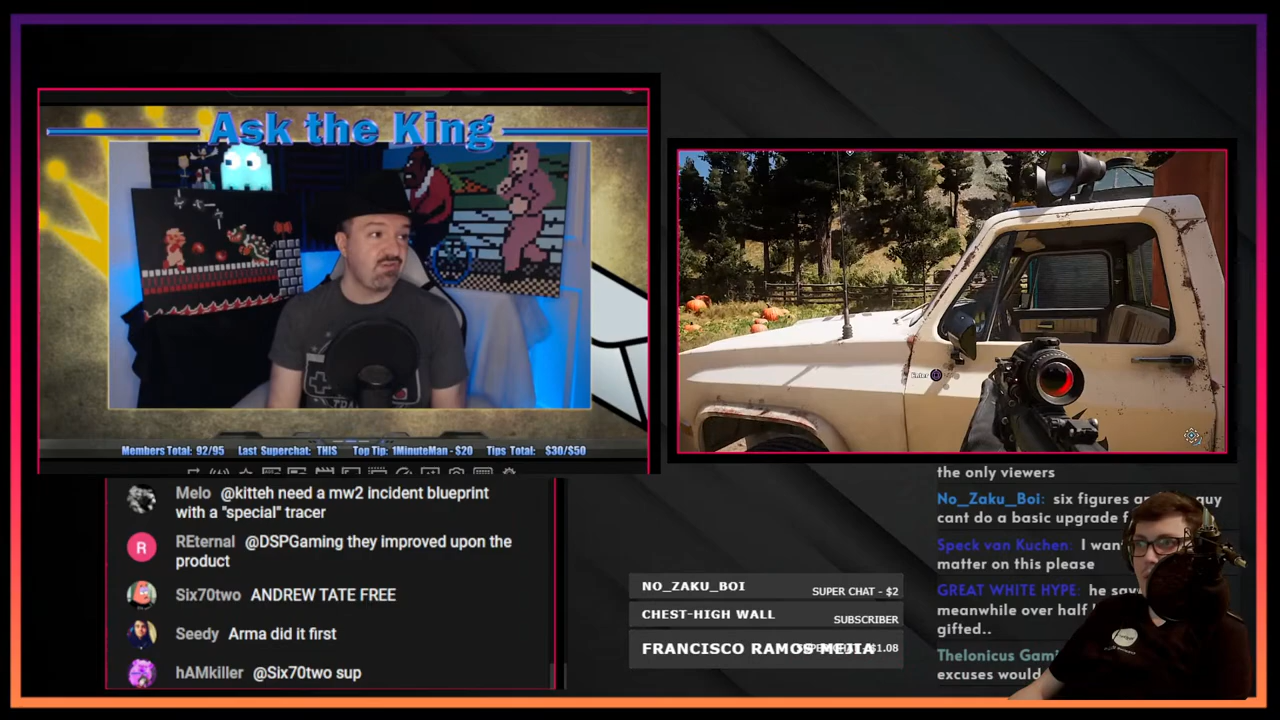 Ask the King
Members Total: 92/95 Last Superchat: THIS Top Tip: 1MinuteMan - $20 Tips Total: $30/$50
Melo @kitteh need a mw2 incident blueprint
with a "special" tracer
REternal @DSPGaming they improved upon the
product
Six70two ANDREW TATE FREE
Seedy Arma did it first
hAMkiller @Six70two sup
Enter
NO_ZAKU_BOI SUPER CHAT - $2
CHEST-HIGH WALL SUBSCRIBER
FRANCISCO RAMOS MEJIA $1.08
the only viewers
No_Zaku_Boi: six figures guy
cant do a basic upgrade
Speck van Kuchen: I
matter on this please
GREAT WHITE HYPE: he
meanwhile over half
gifted..
Thelonicus
excuses would